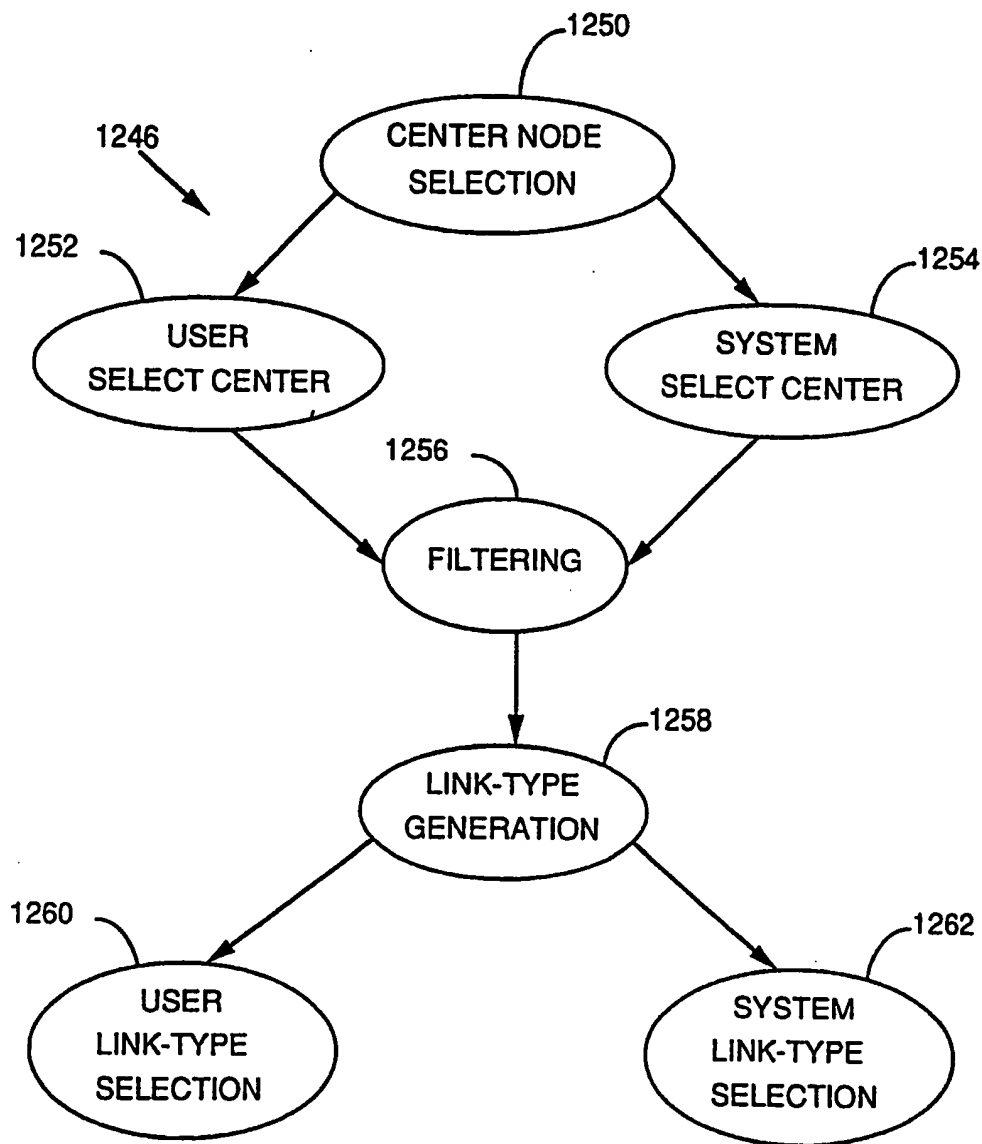 1250
CENTER NODE
SELECTION
1246
1252
1254
USER
SELECT CENTER
SYSTEM
SELECT CENTER
1256
FILTERING
1258
LINK-TYPE
GENERATION
1260
1262
USER
LINK-TYPE
SELECTION
SYSTEM
LINK-TYPE
SELECTION